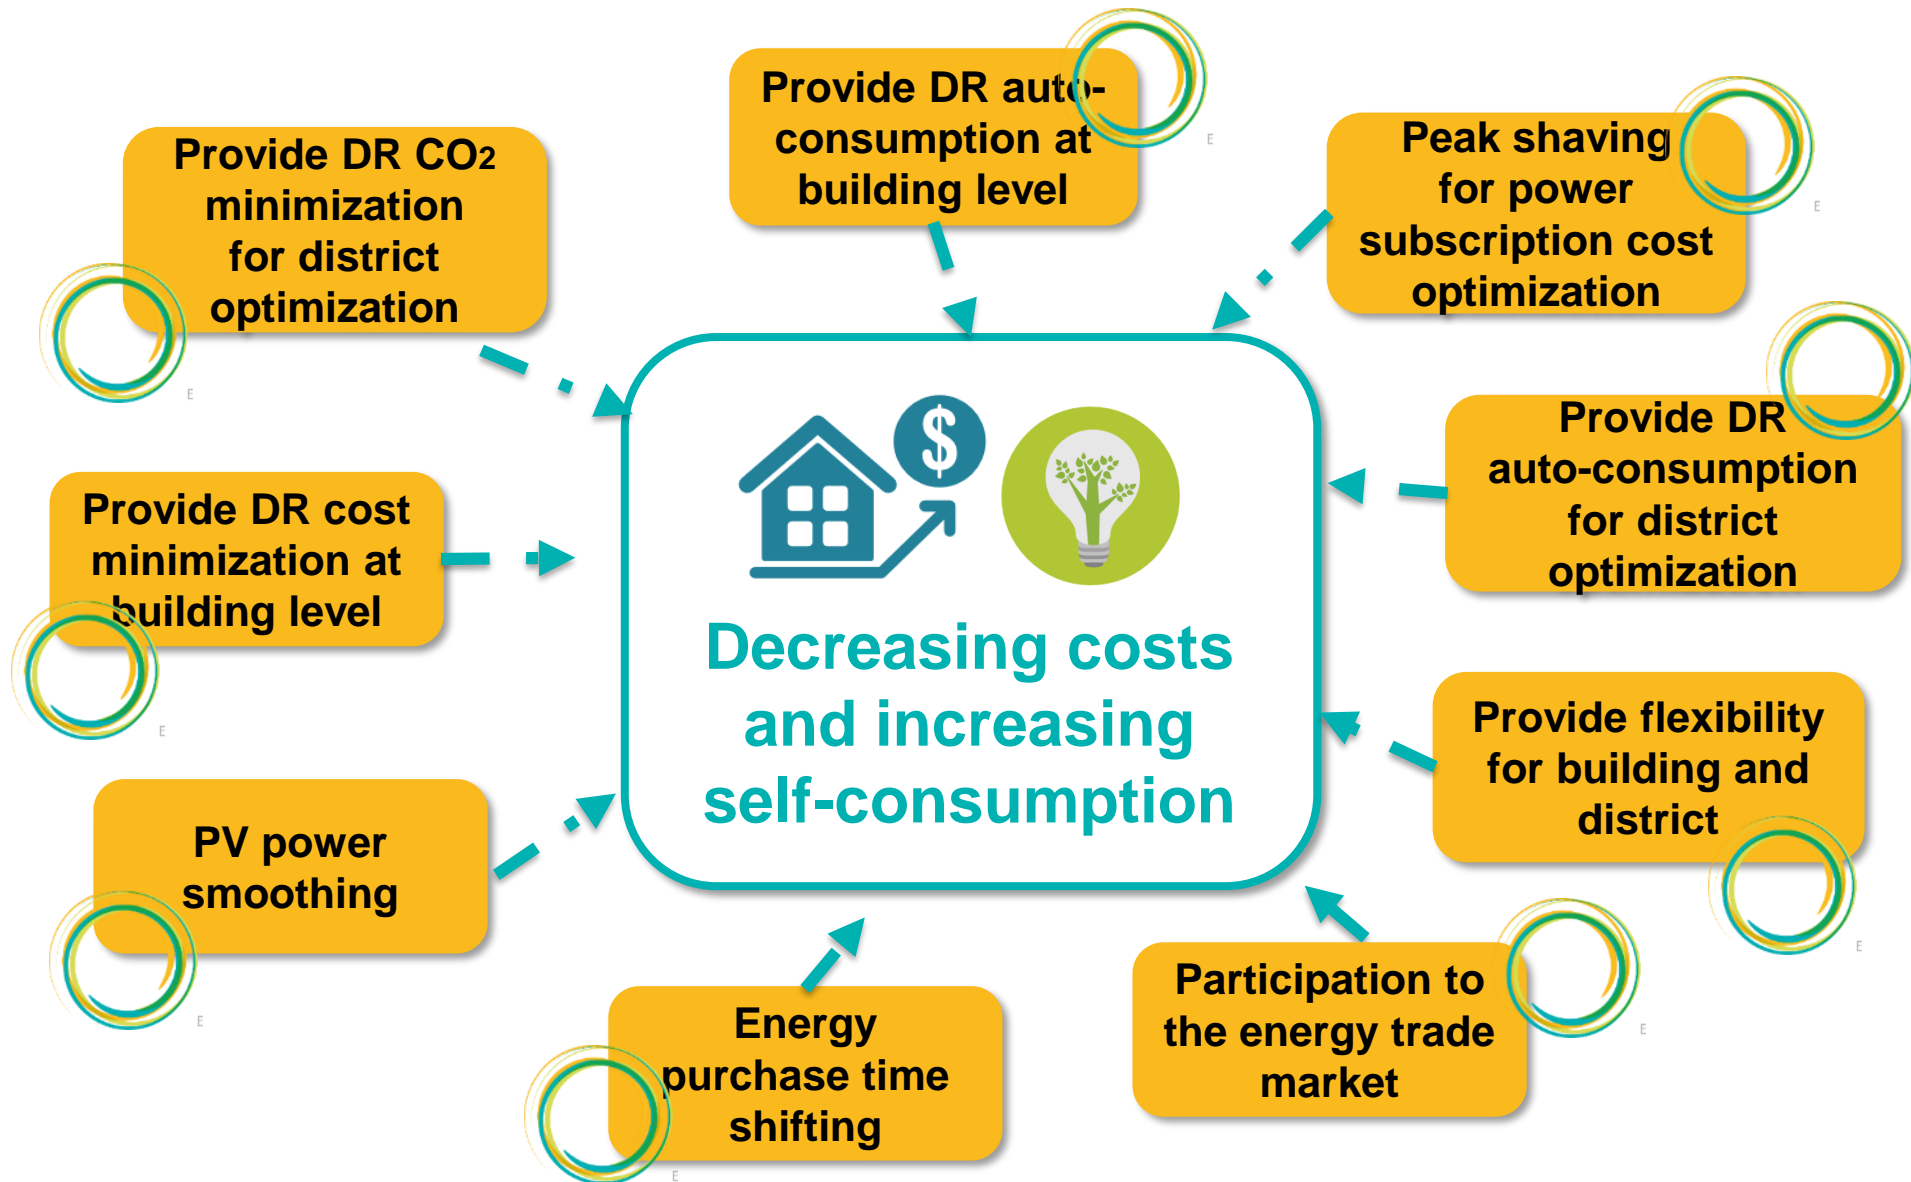 Provide DR auto-
consumption at
building level
Provide DR CO2
minimization
for district
optimization
Peak shaving
for power
subscription cost
optimization
Provide DR
auto-consumption
for district
optimization
Provide DR cost
minimization at
building level
$
Decreasing costs
and increasing
self-consumption
Provide flexibility
for building and
district
PV power
smoothing
Energy
purchase time
shifting
Participation to
the energy trade
market
E
E
E
E
E
E
E
E
E